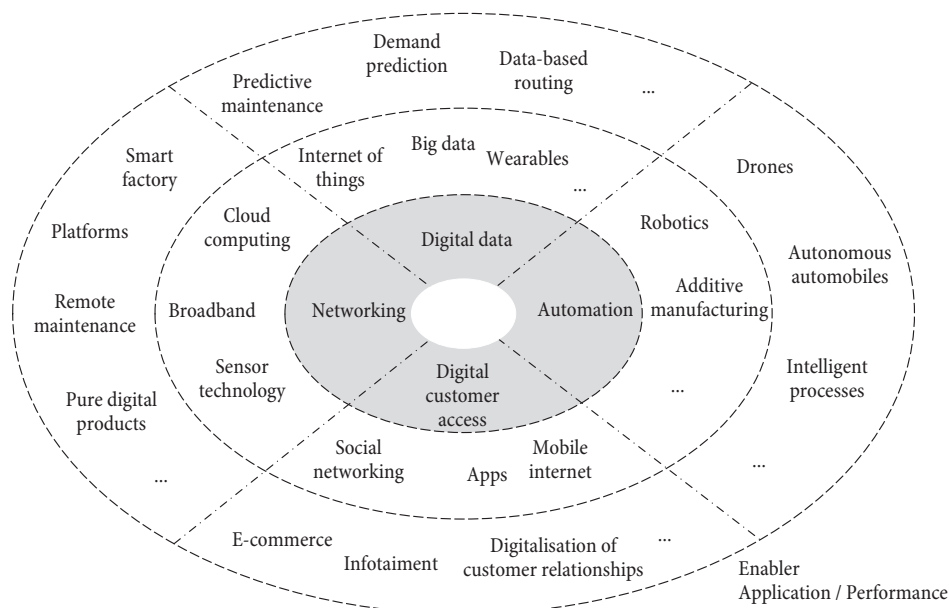 Demand
prediction
Data-based
routing
Predictive
maintenance
...
Smart
factory
Internet of
things
Big data
Wearables
...
Drones
Platforms
Cloud
computing
Digital data
Robotics
Autonomous
automobiles
Remote
maintenance
Broadband
Networking
Automation
Additive
manufacturing
Sensor
technology
Digital
customer
access
...
Intelligent
processes
Pure digital
products
...
Social
networking
Apps
Mobile
internet
...
E-commerce
Infotaiment
Digitalisation of
customer relationships
...
Enabler
Application / Performance